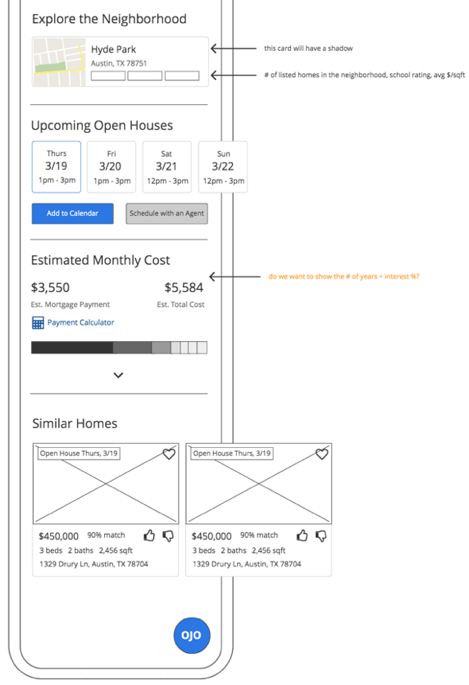 Explore the Neighborhood
Hyde Park
Austin, TX 78751
this card will have a shadow
# of listed homes in the neighborhood, school rating, avg $/sqft
Upcoming Open Houses
Thurs
3/19
1pm - 3pm
Fri
3/20
1pm - 3pm
Sat
3/21
12pm - 3pm
Sun
3/22
12pm - 3pm
Add to Calendar
Schedule with an Agent
Estimated Monthly Cost
do we want to show the # of years + interest %?
$3,550
Est. Mortgage Payment
$5,584
Est. Total Cost
Payment Calculator
Similar Homes
Open House Thurs, 3/19
$450,000 90% match
3 beds 2 baths 2,456 sqft
1329 Drury Ln, Austin, TX 78704
Open House Thurs, 3/19
$450,000 90% match
3 beds 2 baths 2,456 sqft
1329 Drury Ln, Austin, TX 78704
OJO